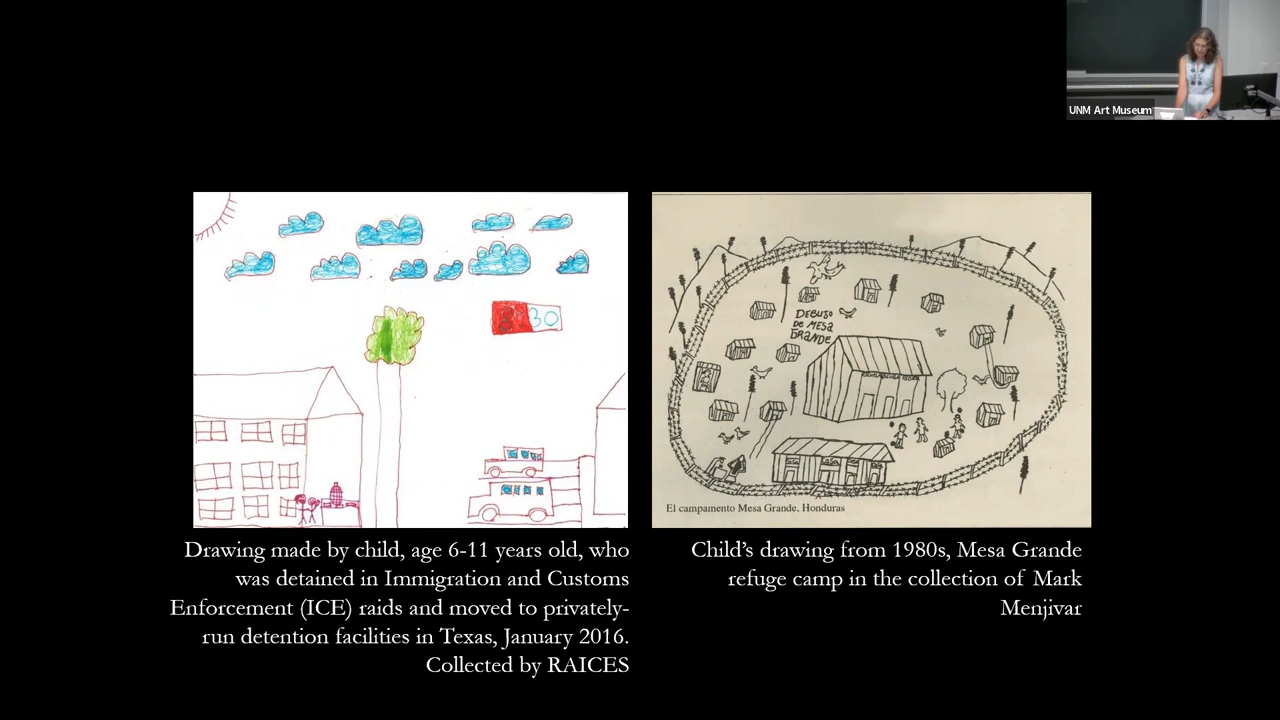 UNM Art Museum
30
DEBUJO
DE MESA
GRANDE
El campamento Mesa Grande. Honduras
Drawing made by child, age 6-11 years old, who
was detained in Immigration and Customs
Enforcement (ICE) raids and moved to privately-
run detention facilities in Texas, January 2016.
Collected by RAICES
Child’s drawing from 1980s, Mesa Grande
refuge camp in the collection of Mark
Menjivar